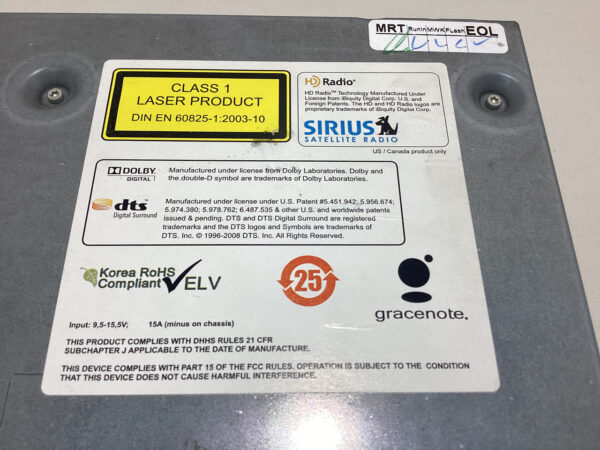 MRT RunIn MWK Flash EOL
CLASS 1
LASER PRODUCT
DIN EN 60825-1:2003-10
HD Radio®
HD Radio™ Technology Manufactured Under
License from iBiquity Digital Corp. U.S. and
Foreign Patents. The HD and HD Radio logos are
proprietary trademarks of iBiquity Digital Corp.
SIRIUS
SATELLITE RADIO
US / Canada product only
DOLBY
DIGITAL
Manufactured under license from Dolby Laboratories. Dolby and
the double-D symbol are trademarks of Dolby Laboratories.
dts
Digital Surround
Manufactured under license under U.S. Patent #5.451.942; 5.956.674;
5.974.380; 5.978.762; 6.487.535 & other U.S. and worldwide patents
issued & pending. DTS and DTS Digital Surround are registered
trademarks and the DTS logos and Symbols are trademarks of
DTS. Inc. © 1996-2008 DTS. Inc. All Rights Reserved.
Korea RoHS
Compliant
ELV
25
gracenote.
Input: 9,5-15,5V; 15A (minus on chassis)
THIS PRODUCT COMPLIES WITH DHHS RULES 21 CFR
SUBCHAPTER J APPLICABLE TO THE DATE OF MANUFACTURE.
THIS DEVICE COMPLIES WITH PART 15 OF THE FCC RULES. OPERATION IS SUBJECT TO THE CONDITION
THAT THIS DEVICE DOES NOT CAUSE HARMFUL INTERFERENCE.